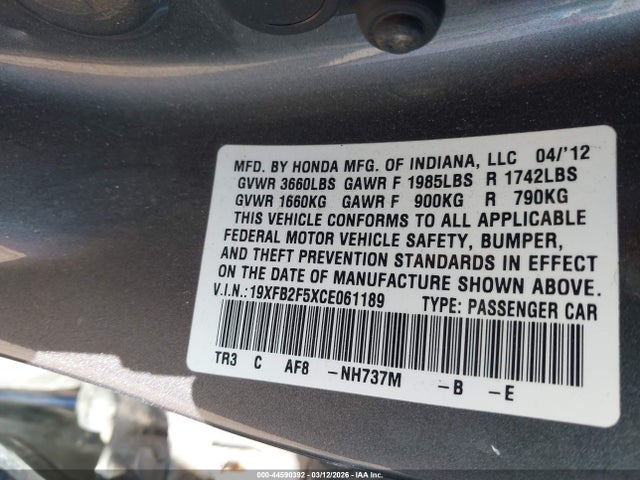 MFD. BY HONDA MFG. OF INDIANA, LLC 04/'12
GVWR 3660LBS GAWR F 1985LBS R 1742LBS
GVWR 1660KG GAWR F 900KG R 790KG
THIS VEHICLE CONFORMS TO ALL APPLICABLE
FEDERAL MOTOR VEHICLE SAFETY, BUMPER,
AND THEFT PREVENTION STANDARDS IN EFFECT
ON THE DATE OF MANUFACTURE SHOWN ABOVE.
V.I.N.:19XFB2F5XCE061189 TYPE: PASSENGER CAR
TR3 C AF8 -NH737M -B -E
000-44590392 - 03/12/2026 - IAA Inc.